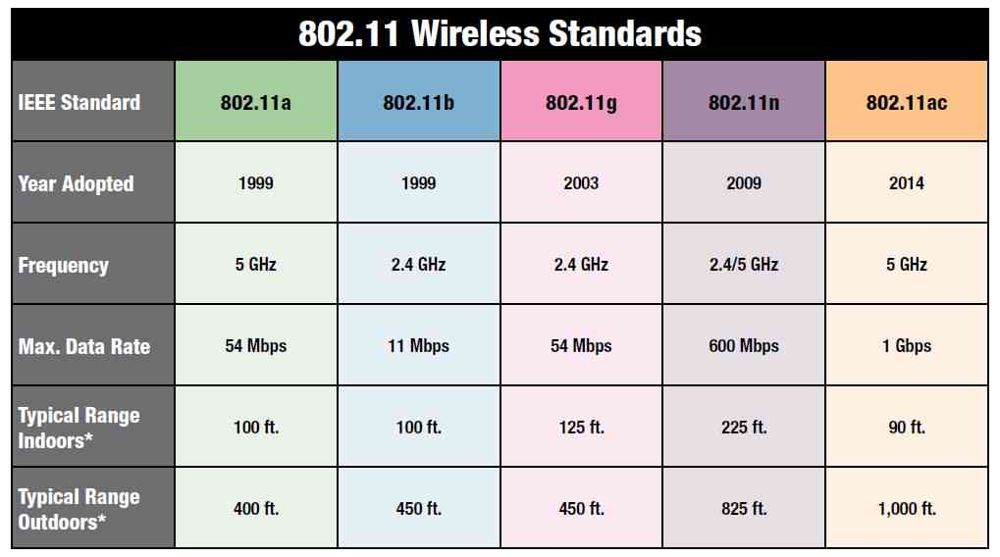 802.11 Wireless Standards
IEEE Standard 802.11a 802.11b 802.11g 802.11n 802.11ac
Year Adopted 1999 1999 2003 2009 2014
Frequency 5 GHz 2.4 GHz 2.4 GHz 2.4/5 GHz 5 GHz
Max. Data Rate 54 Mbps 11 Mbps 54 Mbps 600 Mbps 1 Gbps
Typical Range
Indoors* 100 ft. 100 ft. 125 ft. 225 ft. 90 ft.
Typical Range
Outdoors* 400 ft. 450 ft. 450 ft. 825 ft. 1,000 ft.